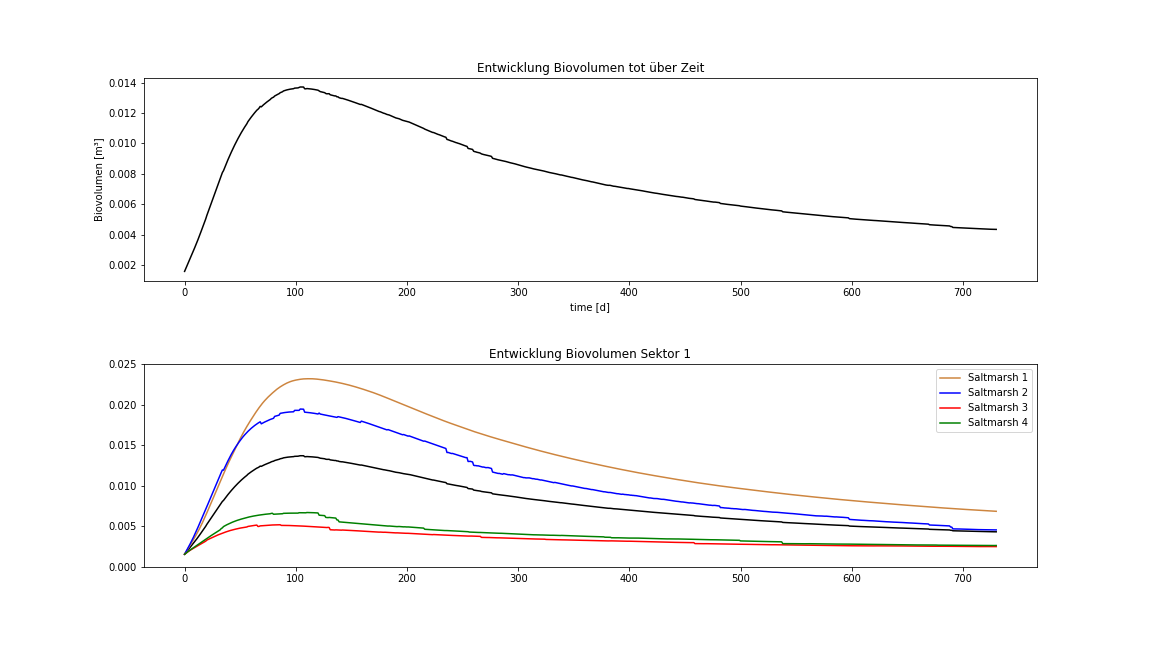 Entwicklung Biovolumen tot über Zeit
0.014
0.012
0.010
0.008
0.006
0.004
0.002
Biovolumen [m³]
0 100 200 300 400 500 600 700
time [d]
Entwicklung Biovolumen Sektor 1
0.025
0.020
0.015
0.010
0.005
0.000
Saltmarsh 1
Saltmarsh 2
Saltmarsh 3
Saltmarsh 4
0 100 200 300 400 500 600 700